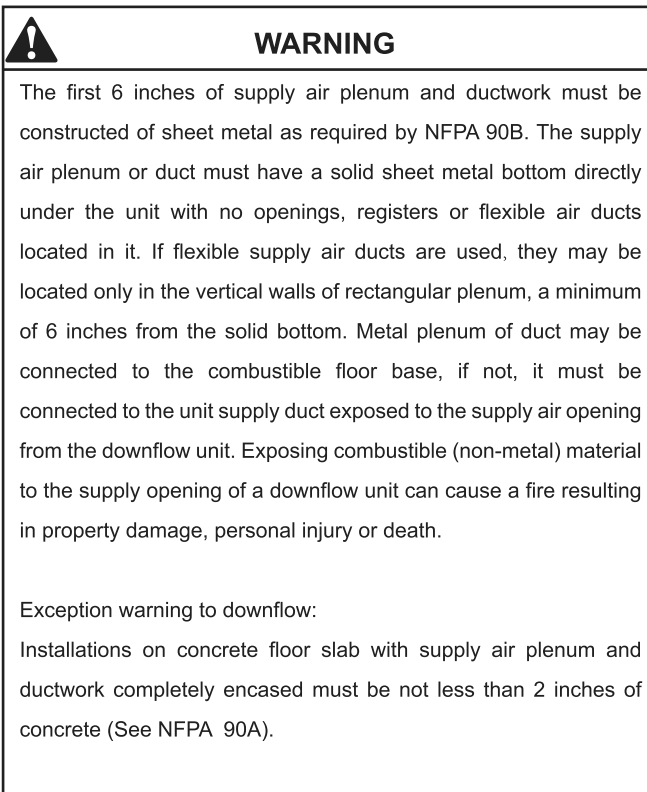 WARNING
The first 6 inches of supply air plenum and ductwork must be
constructed of sheet metal as required by NFPA 90B. The supply
air plenum or duct must have a solid sheet metal bottom directly
under the unit with no openings, registers or flexible air ducts
located in it. If flexible supply air ducts are used, they may be
located only in the vertical walls of rectangular plenum, a minimum
of 6 inches from the solid bottom. Metal plenum of duct may be
connected to the combustible floor base, if not, it must be
connected to the unit supply duct exposed to the supply air opening
from the downflow unit. Exposing combustible (non-metal) material
to the supply opening of a downflow unit can cause a fire resulting
in property damage, personal injury or death.
Exception warning to downflow:
Installations on concrete floor slab with supply air plenum and
ductwork completely encased must be not less than 2 inches of
concrete (See NFPA 90A).